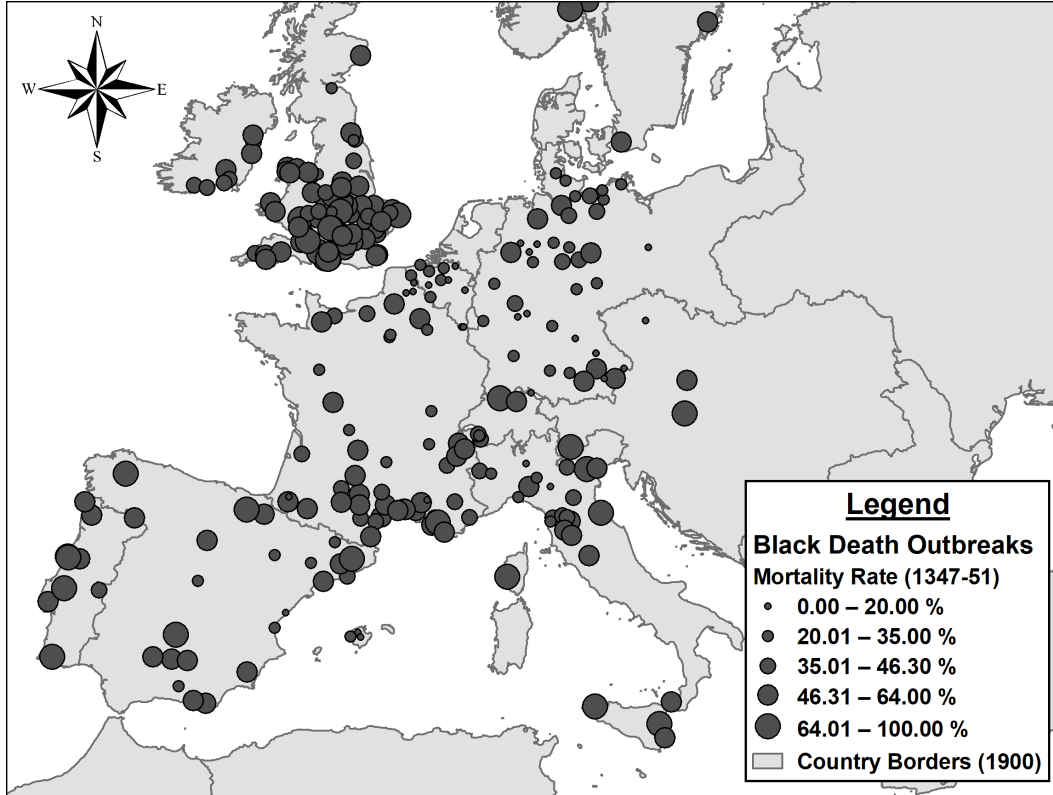 N
W E
S
Legend
Black Death Outbreaks
Mortality Rate (1347-51)
0.00 – 20.00 %
20.01 – 35.00 %
35.01 – 46.30 %
46.31 – 64.00 %
64.01 – 100.00 %
Country Borders (1900)